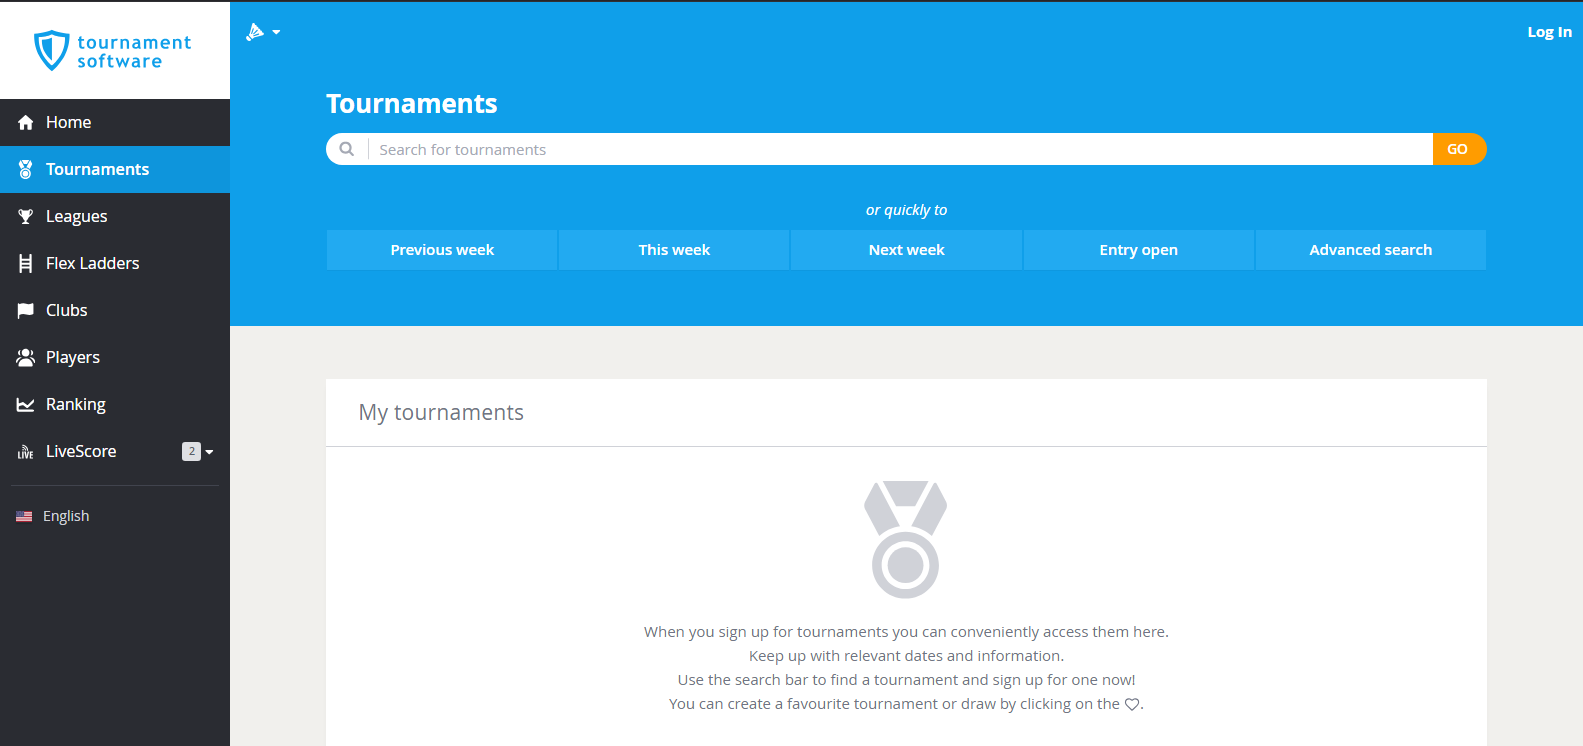 tournament
software
Log In
Home
Tournaments
Leagues
Flex Ladders
Clubs
Players
Ranking
LIVE LiveScore 2
English
Tournaments
Search for tournaments GO
or quickly to
Previous week This week Next week Entry open Advanced search
My tournaments
When you sign up for tournaments you can conveniently access them here.
Keep up with relevant dates and information.
Use the search bar to find a tournament and sign up for one now!
You can create a favourite tournament or draw by clicking on the ♡.